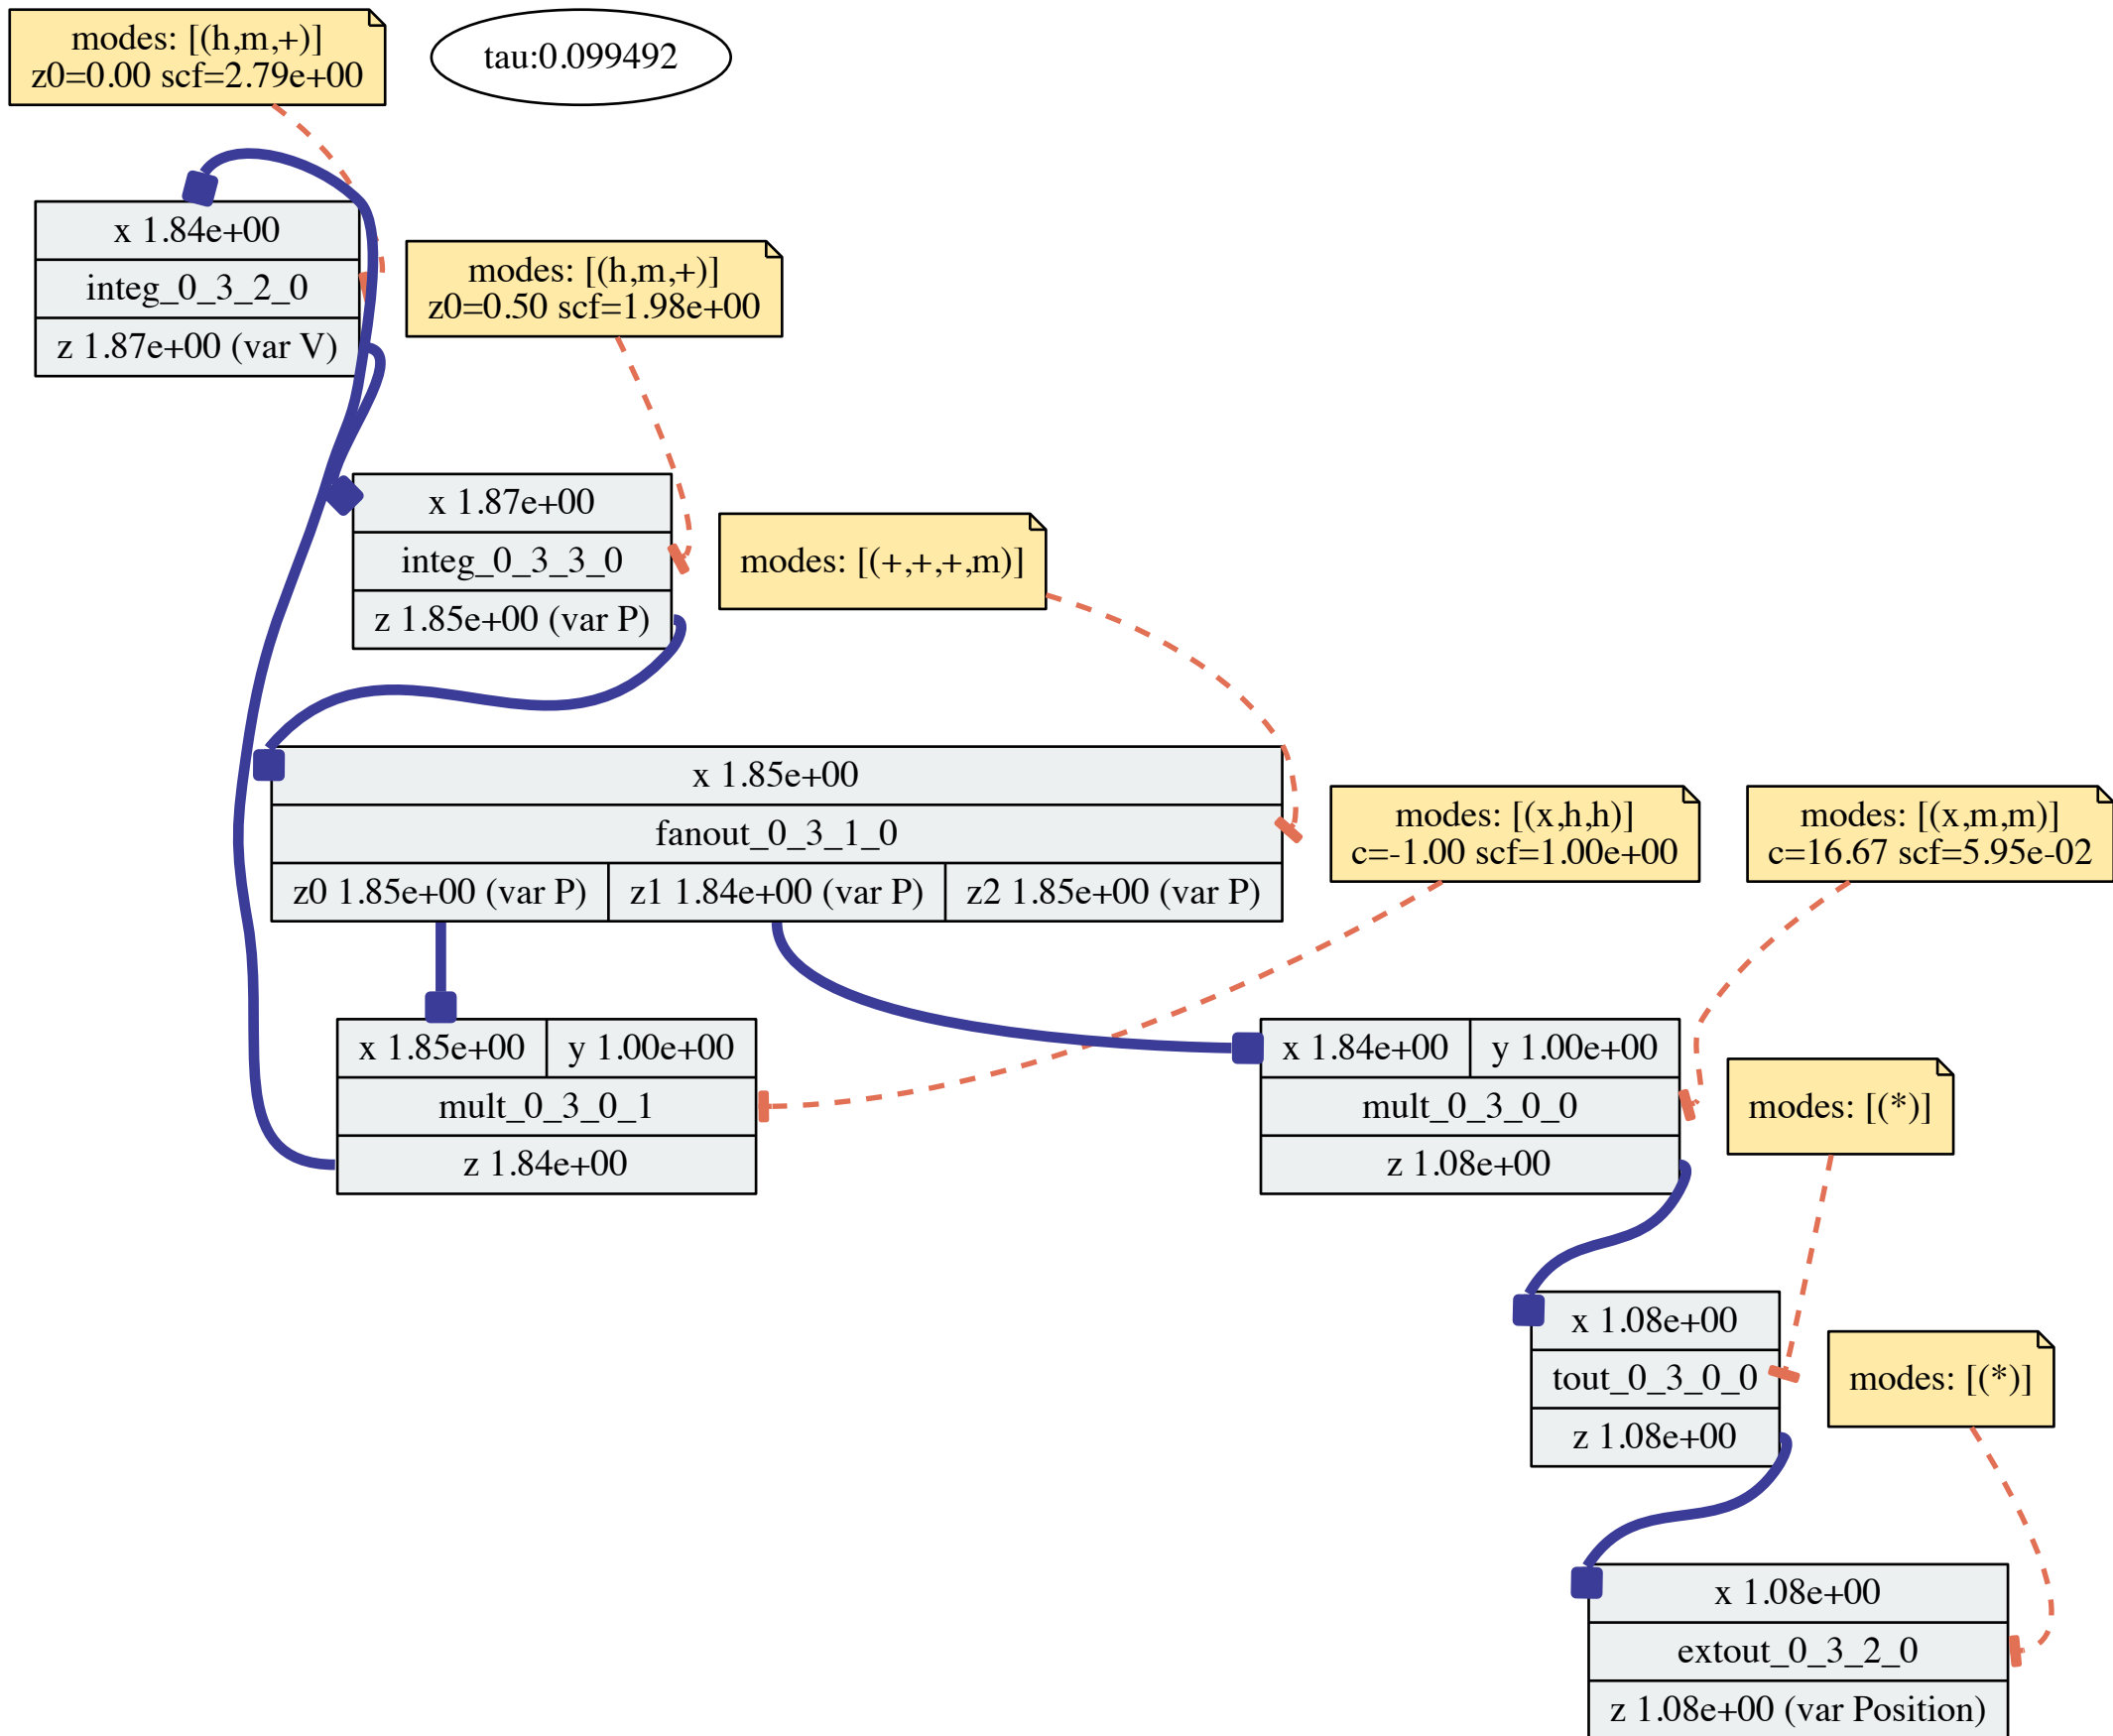 modes: [(h,m,+)]
z0=0.00 scf=2.79e+00
tau:0.099492
x 1.84e+00
integ_0_3_2_0
z 1.87e+00 (var V)
modes: [(h,m,+)]
z0=0.50 scf=1.98e+00
x 1.87e+00
integ_0_3_3_0
z 1.85e+00 (var P)
modes: [(+,+,+,m)]
x 1.85e+00
fanout_0_3_1_0
z0 1.85e+00 (var P)
z1 1.84e+00 (var P)
z2 1.85e+00 (var P)
modes: [(x,h,h)]
c=-1.00 scf=1.00e+00
modes: [(x,m,m)]
c=16.67 scf=5.95e-02
x 1.85e+00
y 1.00e+00
mult_0_3_0_1
z 1.84e+00
x 1.84e+00
y 1.00e+00
mult_0_3_0_0
z 1.08e+00
modes: [(*)]
x 1.08e+00
tout_0_3_0_0
z 1.08e+00
modes: [(*)]
x 1.08e+00
extout_0_3_2_0
z 1.08e+00 (var Position)